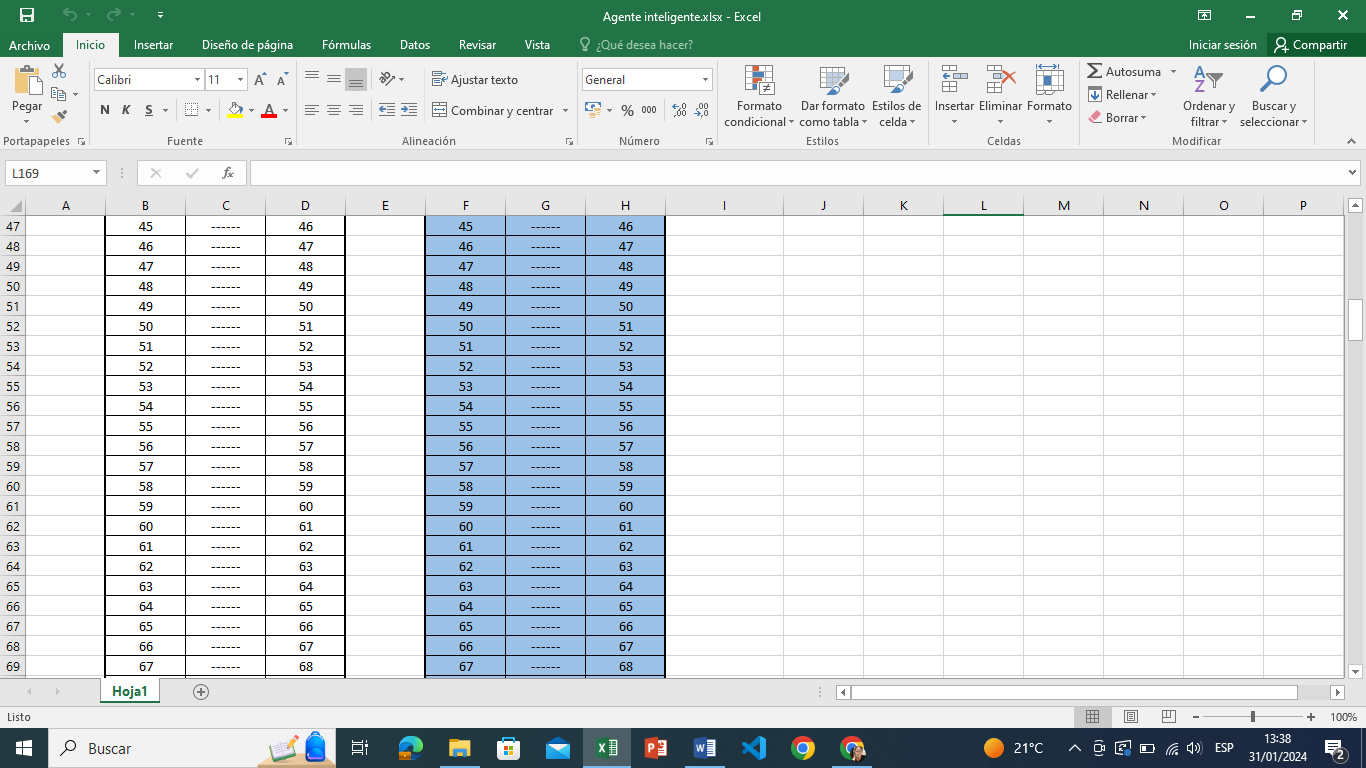 Agente inteligente.xlsx - Excel
Archivo Inicio Insertar Diseño de página Fórmulas Datos Revisar Vista ¿Qué desea hacer? Iniciar sesión Compartir
Pegar
Portapapeles
Calibri 11
N K S
Fuente
Ajustar texto
Combinar y centrar
Alineación
General
% 000
Número
Formato condicional
Dar formato como tabla
Estilos de celda
Estilos
Insertar Eliminar Formato
Celdas
Autosuma
Rellenar
Borrar
Ordenar y filtrar
Buscar y seleccionar
Modificar
L169 fx
A B C D E F G H I J K L M N O P
47 45 ------ 46 45 ------ 46
48 46 ------ 47 46 ------ 47
49 47 ------ 48 47 ------ 48
50 48 ------ 49 48 ------ 49
51 49 ------ 50 49 ------ 50
52 50 ------ 51 50 ------ 51
53 51 ------ 52 51 ------ 52
54 52 ------ 53 52 ------ 53
55 53 ------ 54 53 ------ 54
56 54 ------ 55 54 ------ 55
57 55 ------ 56 55 ------ 56
58 56 ------ 57 56 ------ 57
59 57 ------ 58 57 ------ 58
60 58 ------ 59 58 ------ 59
61 59 ------ 60 59 ------ 60
62 60 ------ 61 60 ------ 61
63 61 ------ 62 61 ------ 62
64 62 ------ 63 62 ------ 63
65 63 ------ 64 63 ------ 64
66 64 ------ 65 64 ------ 65
67 65 ------ 66 65 ------ 66
68 66 ------ 67 66 ------ 67
69 67 ------ 68 67 ------ 68
Hoja1
Listo 100%
Buscar 21°C ESP 13:38
31/01/2024 2